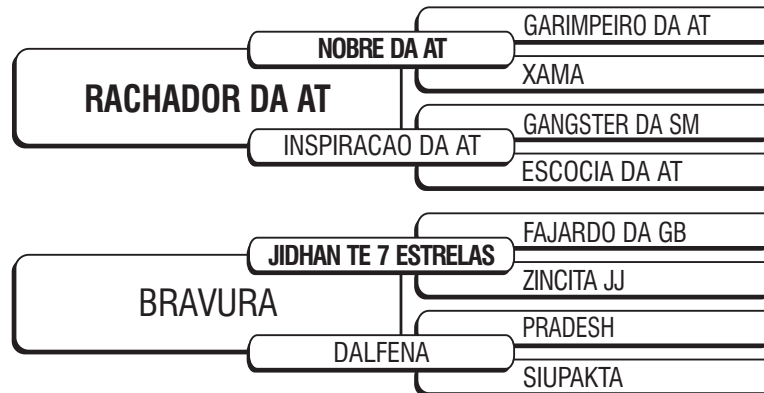 GARIMPEIRO DA AT
NOBRE DA AT
XAMA
RACHADOR DA AT
GANGSTER DA SM
INSPIRACAO DA AT
ESCOCIA DA AT
FAJARDO DA GB
JIDHAN TE 7 ESTRELAS
ZINCITA JJ
BRAVURA
PRADESH
DALFENA
SIUPAKTA